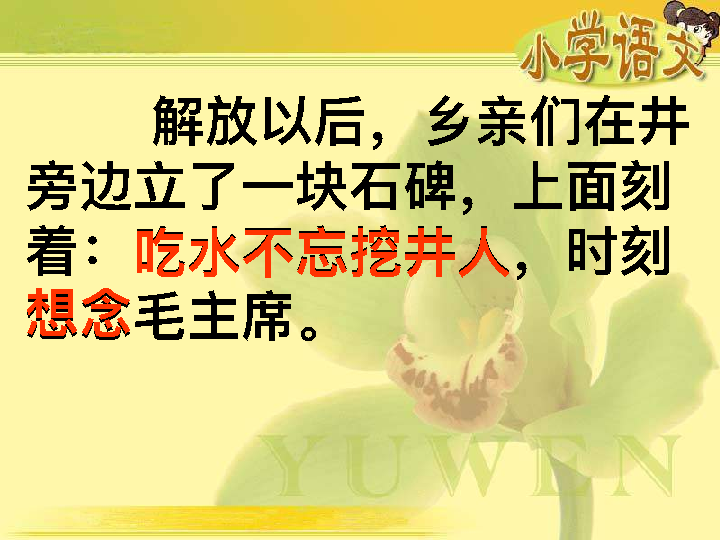 小学语文
解放以后，乡亲们在井
旁边立了一块石碑，上面刻
着：吃水不忘挖井人，时刻
想念毛主席。
YUWEN